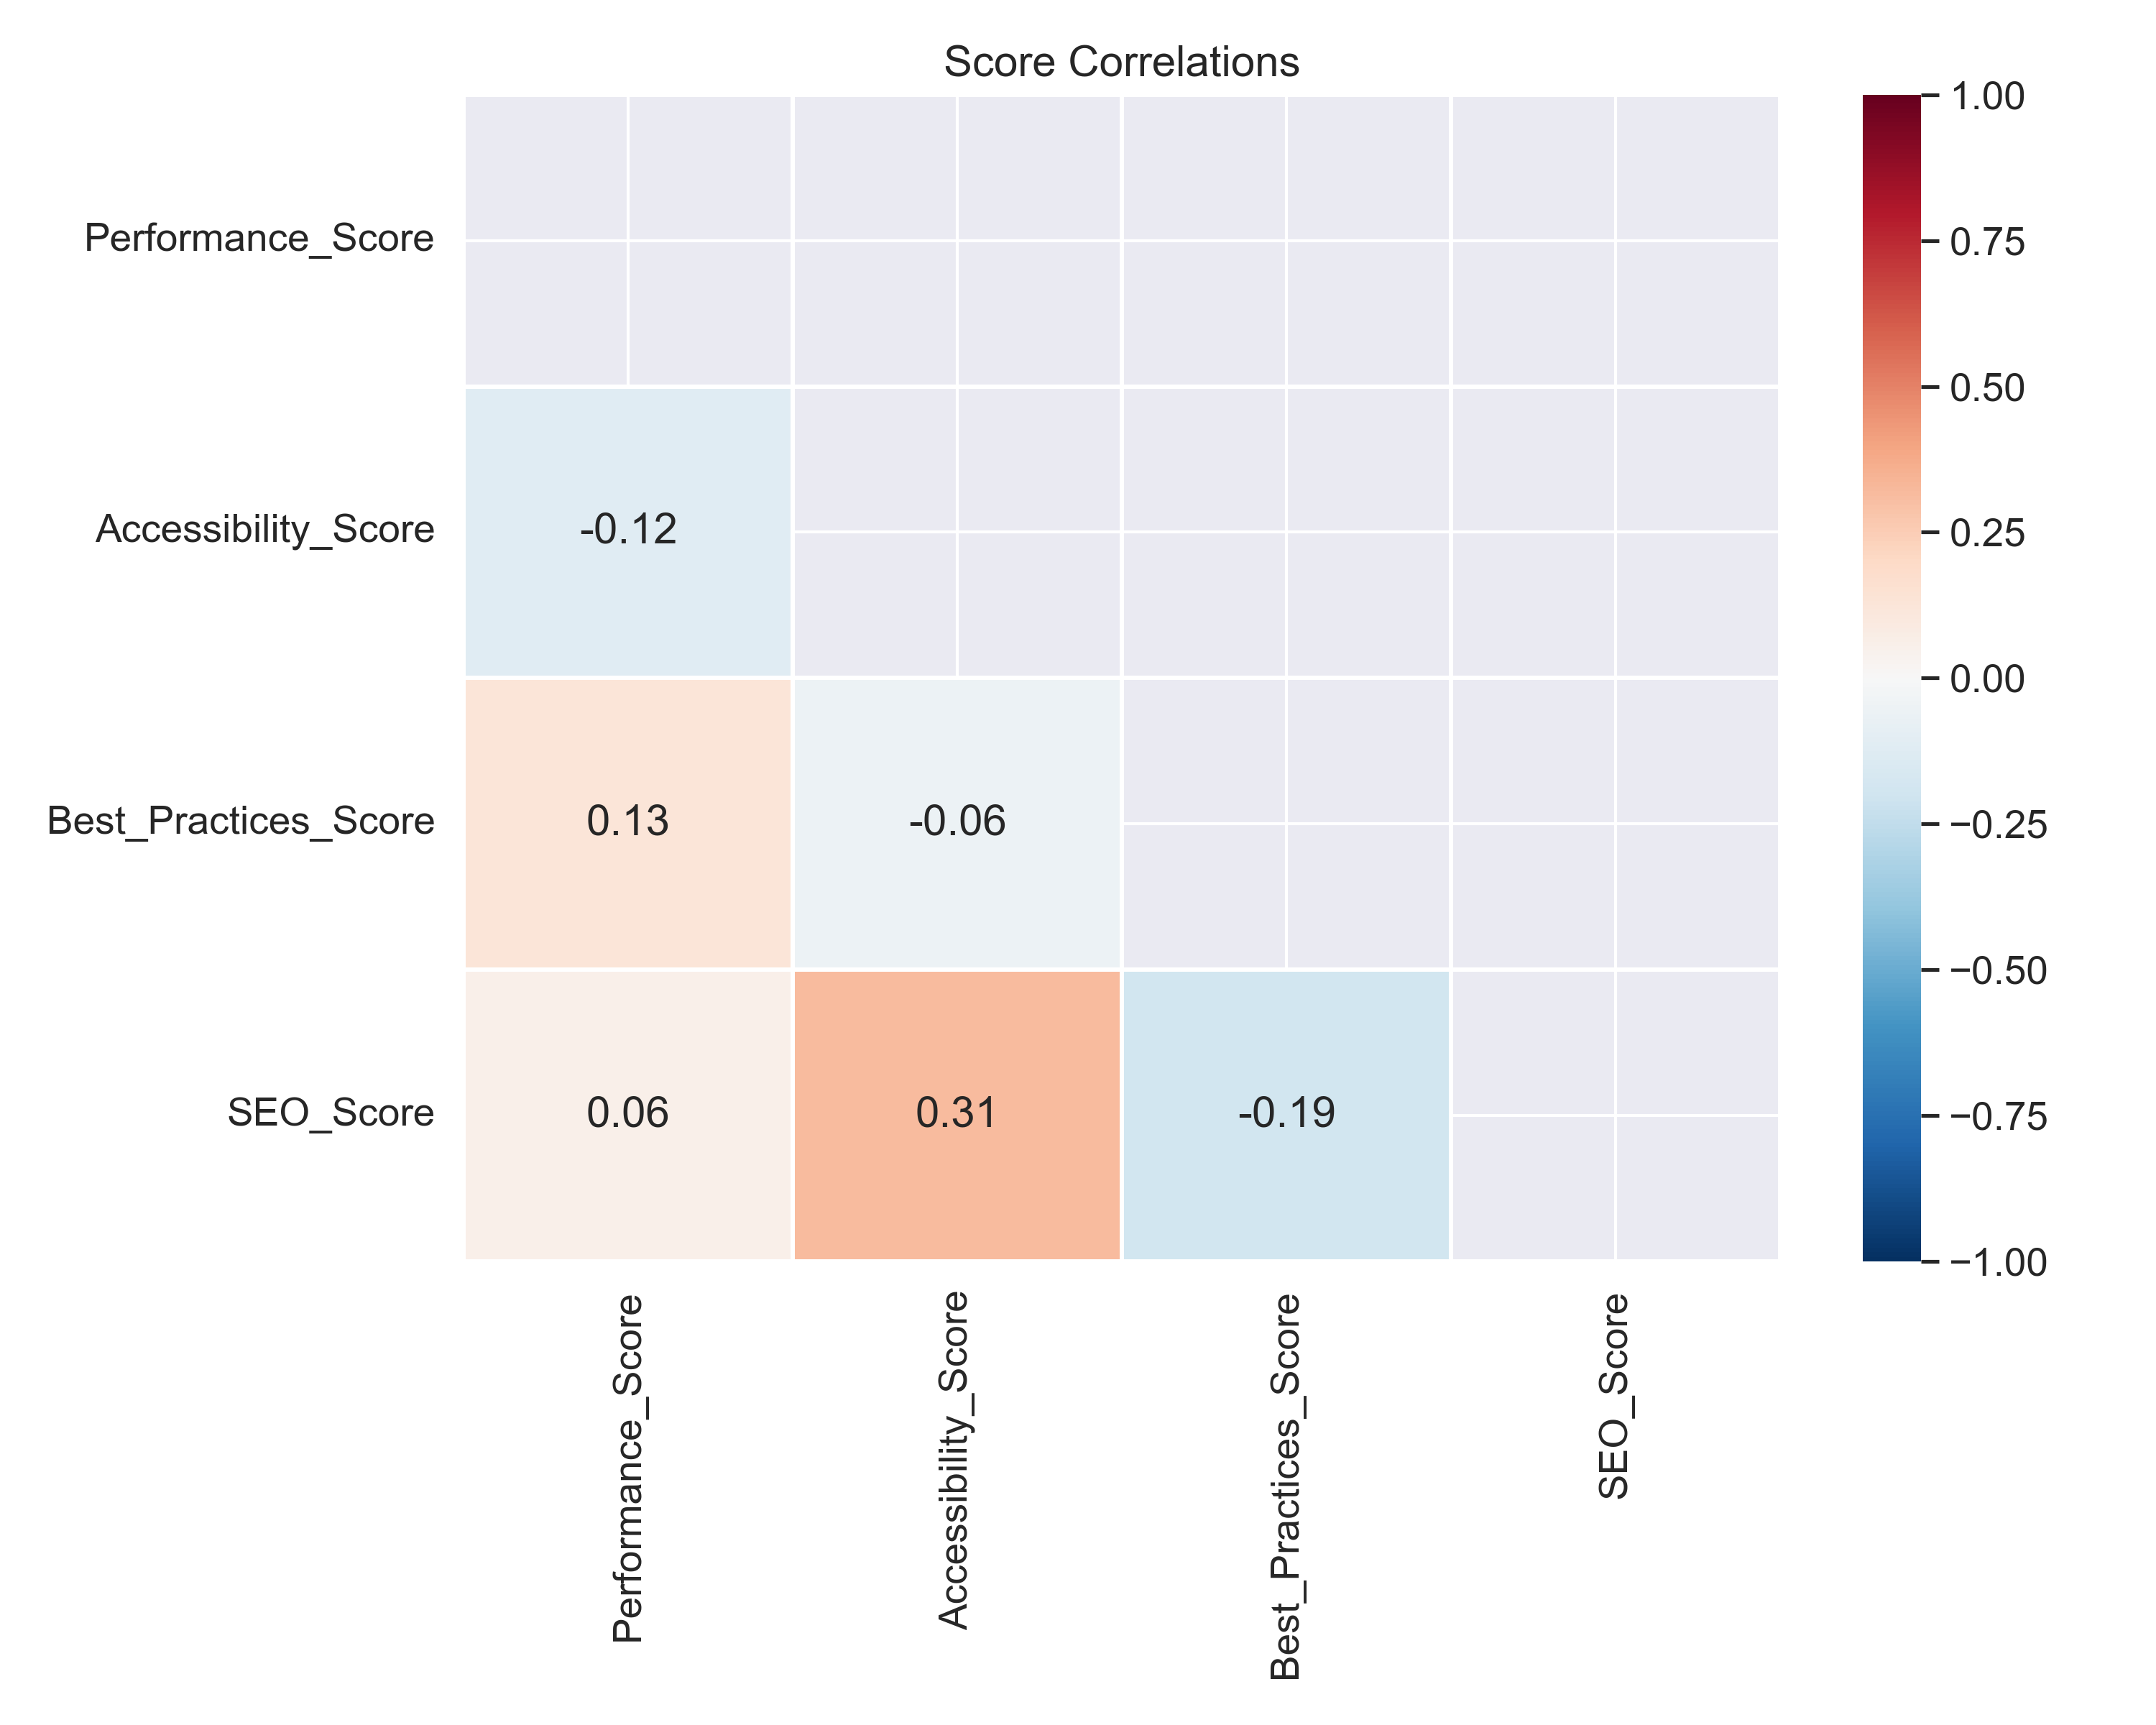 Score Correlations
Performance_Score
Accessibility_Score
-0.12
Best_Practices_Score
0.13
-0.06
SEO_Score
0.06
0.31
-0.19
Performance_Score
Accessibility_Score
Best_Practices_Score
SEO_Score
1.00
0.75
0.50
0.25
0.00
−0.25
−0.50
−0.75
−1.00